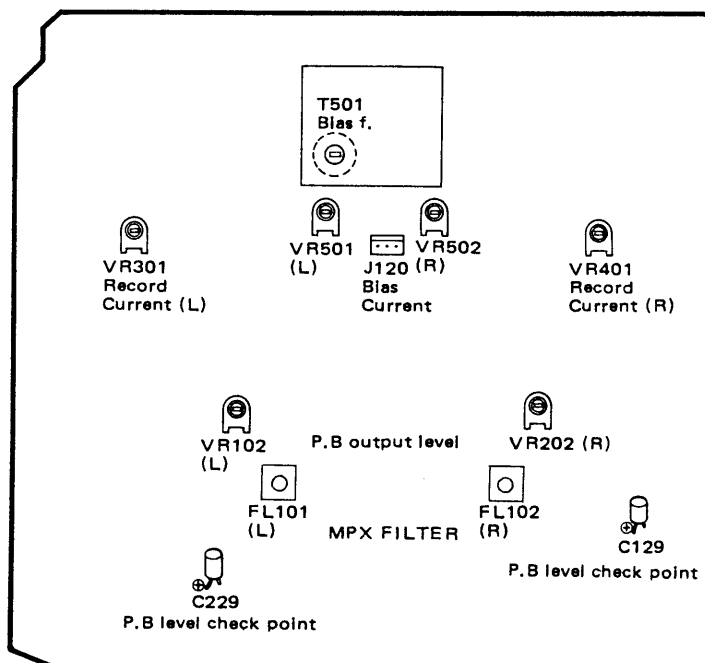 T501
Bias f.
VR501
(L)
J120
Bias
Current
VR502
(R)
VR301
Record
Current (L)
VR401
Record
Current (R)
VR102
(L)
P.B output level
VR202 (R)
FL101
(L)
MPX FILTER
FL102
(R)
C129
P.B level check point
C229
P.B level check point